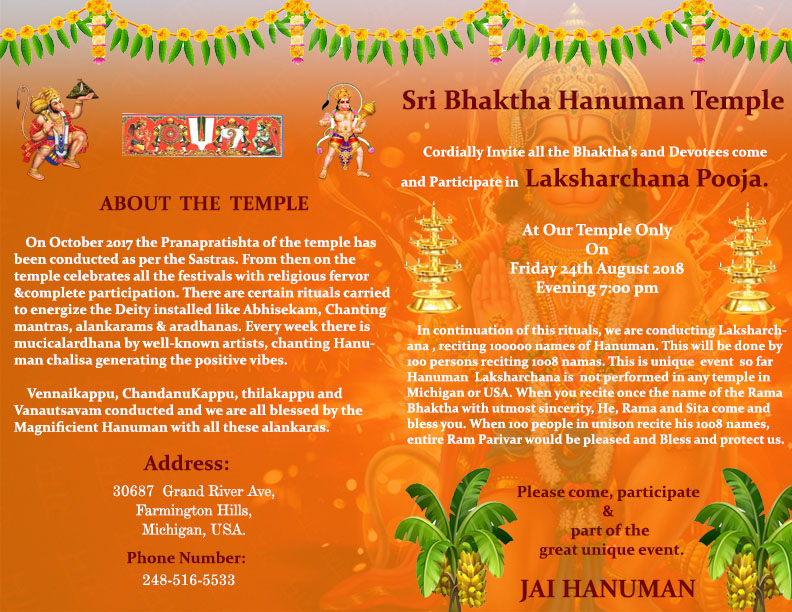 ABOUT THE TEMPLE
On October 2017 the Pranapratishta of the temple has
been conducted as per the Sastras. From then on the
temple celebrates all the festivals with religious fervor
&complete participation. There are certain rituals carried
to energize the Deity installed like Abhisekam, Chanting
mantras, alankarams & aradhanas. Every week there is
mucicalardhana by well-known artists, chanting Hanu-
man chalisa generating the positive vibes.
Vennaikappu, ChandanuKappu, thilakappu and
Vanautsavam conducted and we are all blessed by the
Magnificient Hanuman with all these alankaras.
Address:
30687 Grand River Ave,
Farmington Hills,
Michigan, USA.
Phone Number:
248-516-5533
Sri Bhaktha Hanuman Temple
Cordially Invite all the Bhaktha's and Devotees come
and Participate in Laksharchana Pooja.
At Our Temple Only
On
Friday 24th August 2018
Evening 7:00 pm
In continuation of this rituals, we are conducting Laksharch-
ana , reciting 100000 names of Hanuman. This will be done by
100 persons reciting 1008 namas. This is unique event so far
Hanuman Laksharchana is not performed in any temple in
Michigan or USA. When you recite once the name of the Rama
Bhaktha with utmost sincerity, He, Rama and Sita come and
bless you. When 100 people in unison recite his 1008 names,
entire Ram Parivar would be pleased and Bless and protect us.
Please come, participate
&
part of the
great unique event.
JAI HANUMAN